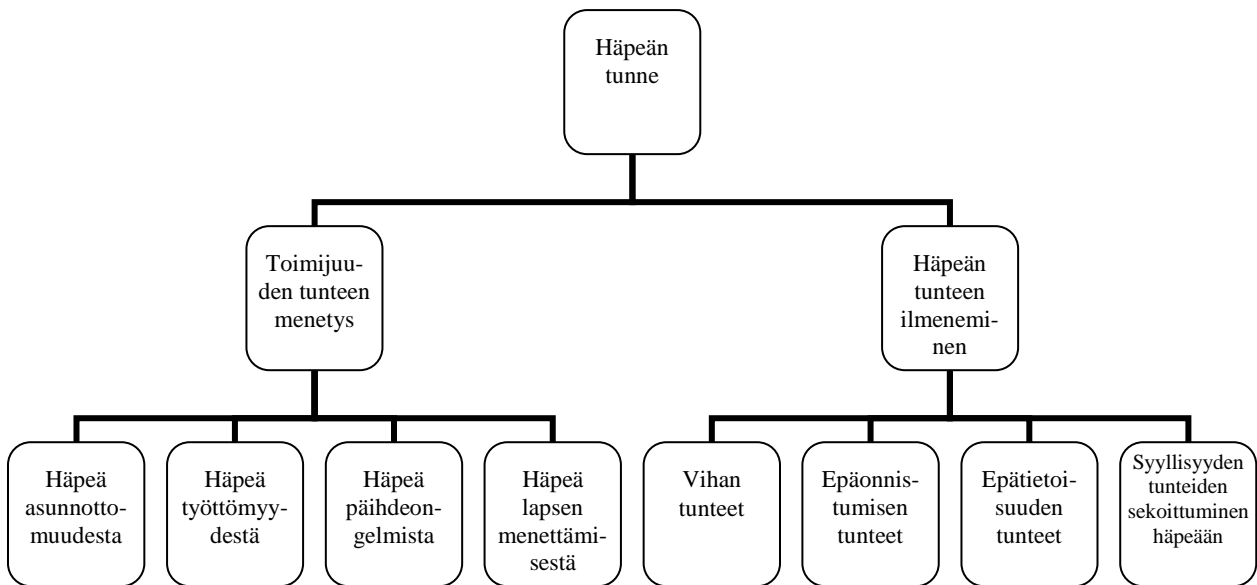 Häpeän
tunne
Toimijuu-
den tunteen
menetys
Häpeän
tunteen
ilmenemi-
nen
Häpeä
asunnotto-
muudesta
Häpeä
työttömyy-
destä
Häpeä
päihdeon-
gelmista
Häpeä
lapsen
menettämi-
sestä
Vihan
tunteet
Epäonnis-
tumisen
tunteet
Epätietoi-
suuden
tunteet
Syyllisyyden
tunteiden
sekoittuminen
häpeään